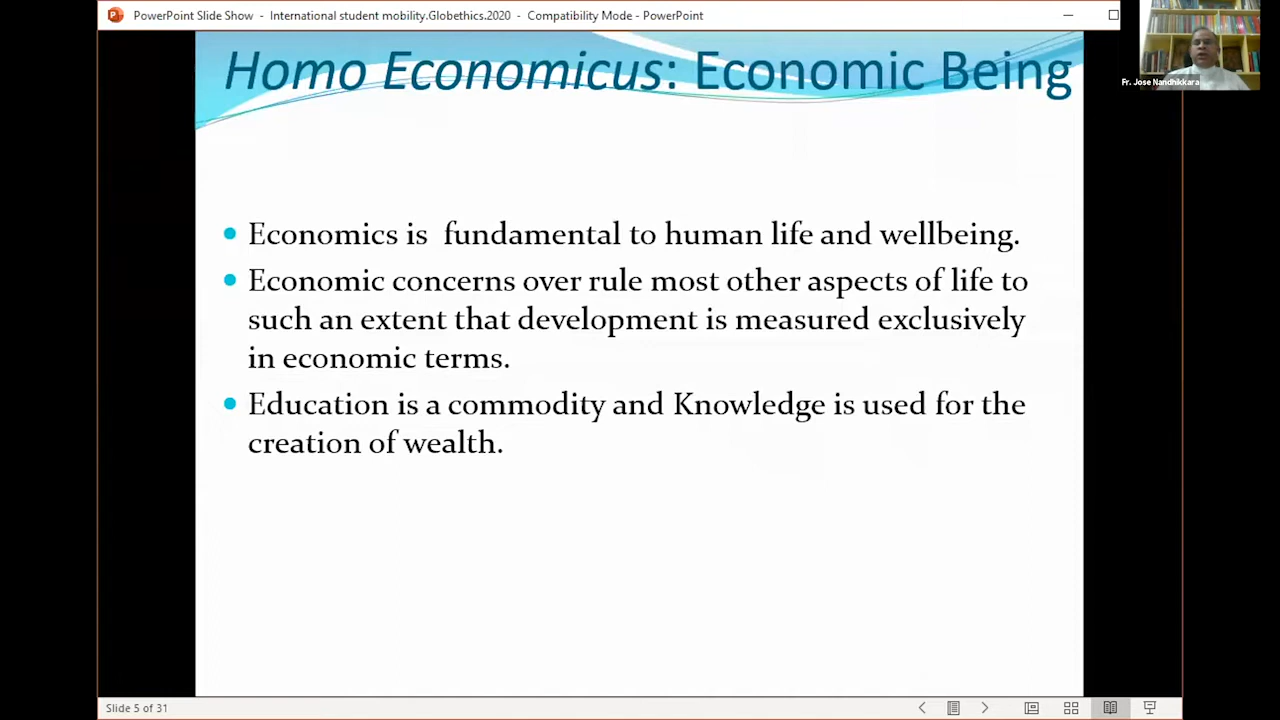 PowerPoint Slide Show - International student mobility.Globethics.2020 - Compatibility Mode - PowerPoint
Fr. Jose Nandhikkara
Homo Economicus: Economic Being
• Economics is  fundamental to human life and wellbeing.
• Economic concerns over rule most other aspects of life to
such an extent that development is measured exclusively
in economic terms.
• Education is a commodity and Knowledge is used for the
creation of wealth.
Slide 5 of 31